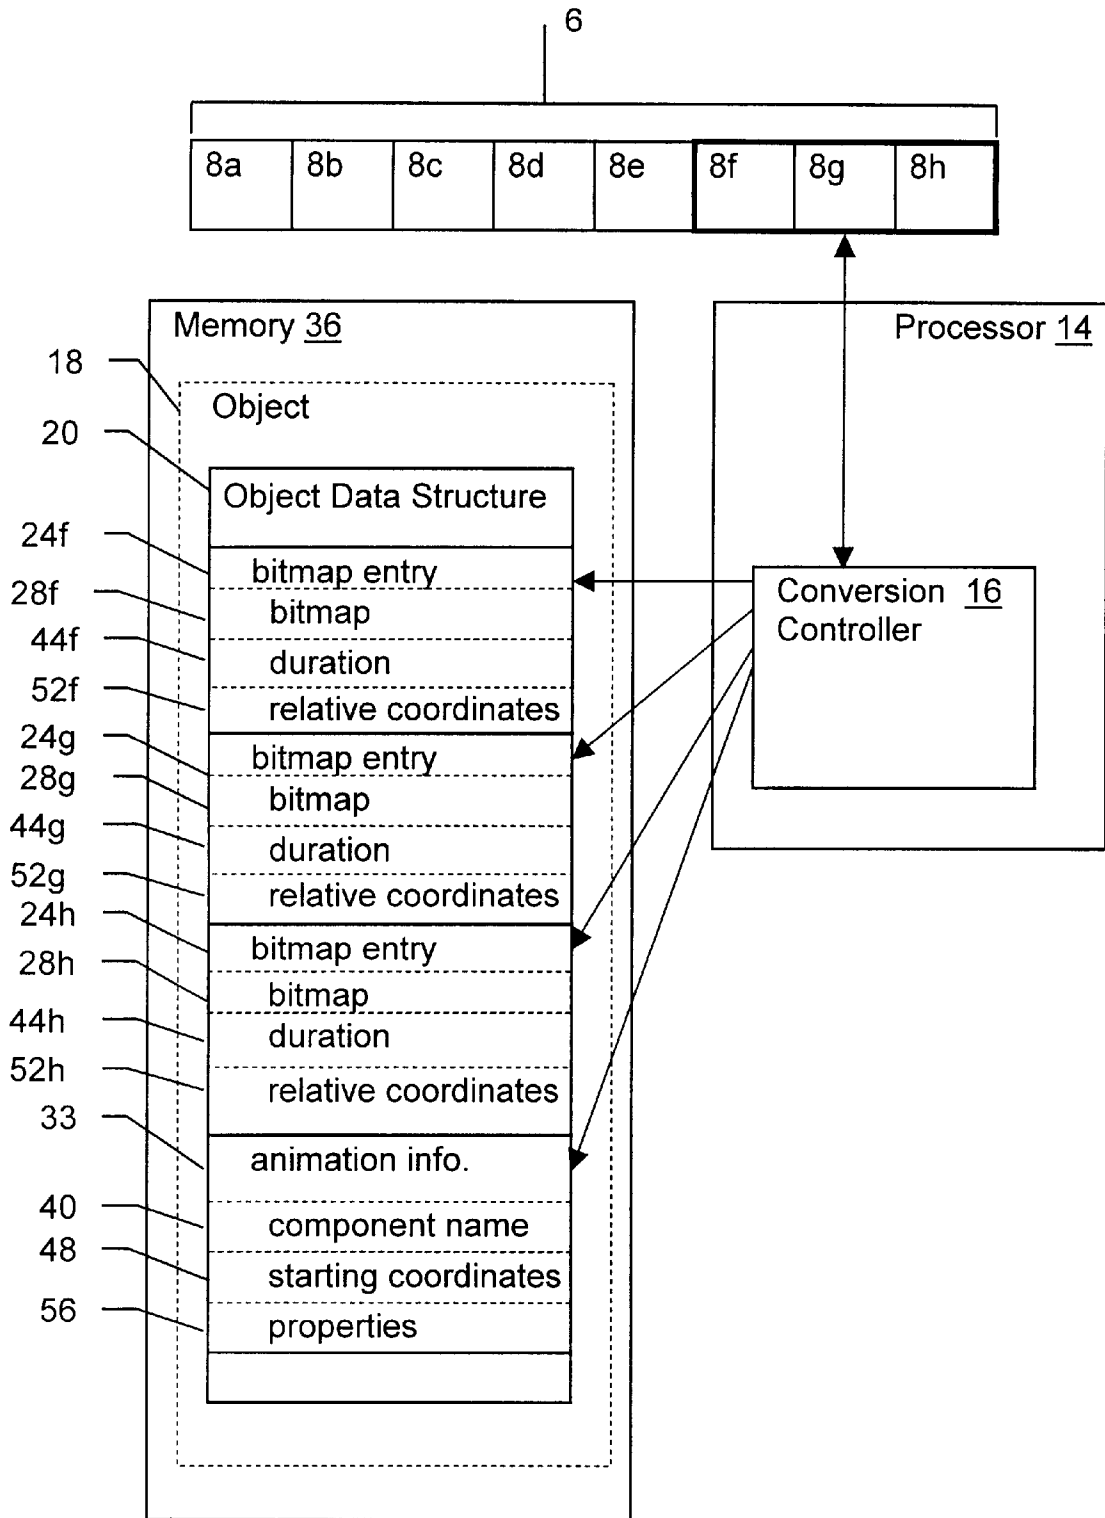 6
8a 8b 8c 8d 8e 8f 8g 8h
Memory 36
Processor 14
18
Object
20
Object Data Structure
24f
bitmap entry
28f
bitmap
44f
duration
52f
relative coordinates
24g
bitmap entry
28g
bitmap
44g
duration
52g
relative coordinates
24h
bitmap entry
28h
bitmap
44h
duration
52h
relative coordinates
33
animation info.
40
component name
48
starting coordinates
56
properties
Conversion 16
Controller